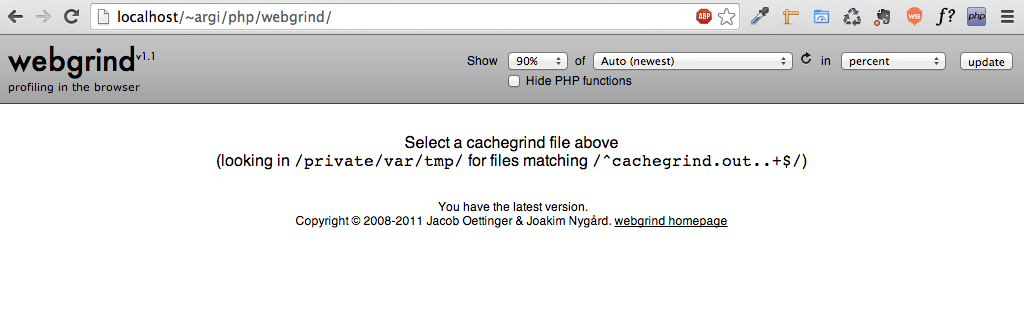 localhost/~argi/php/webgrind/
ABP
WS
f?
php
webgrind v1.1
profiling in the browser
Show 90% of Auto (newest) in percent update
Hide PHP functions
Select a cachegrind file above
(looking in /private/var/tmp/ for files matching /^cachegrind.out..+$/)
You have the latest version.
Copyright © 2008-2011 Jacob Oettinger & Joakim Nygård. webgrind homepage